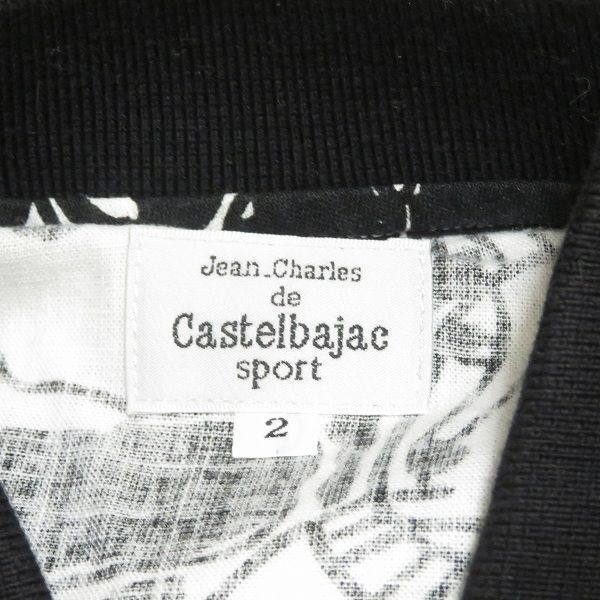 Jean_Charles
de
Castelbajac
sport
2